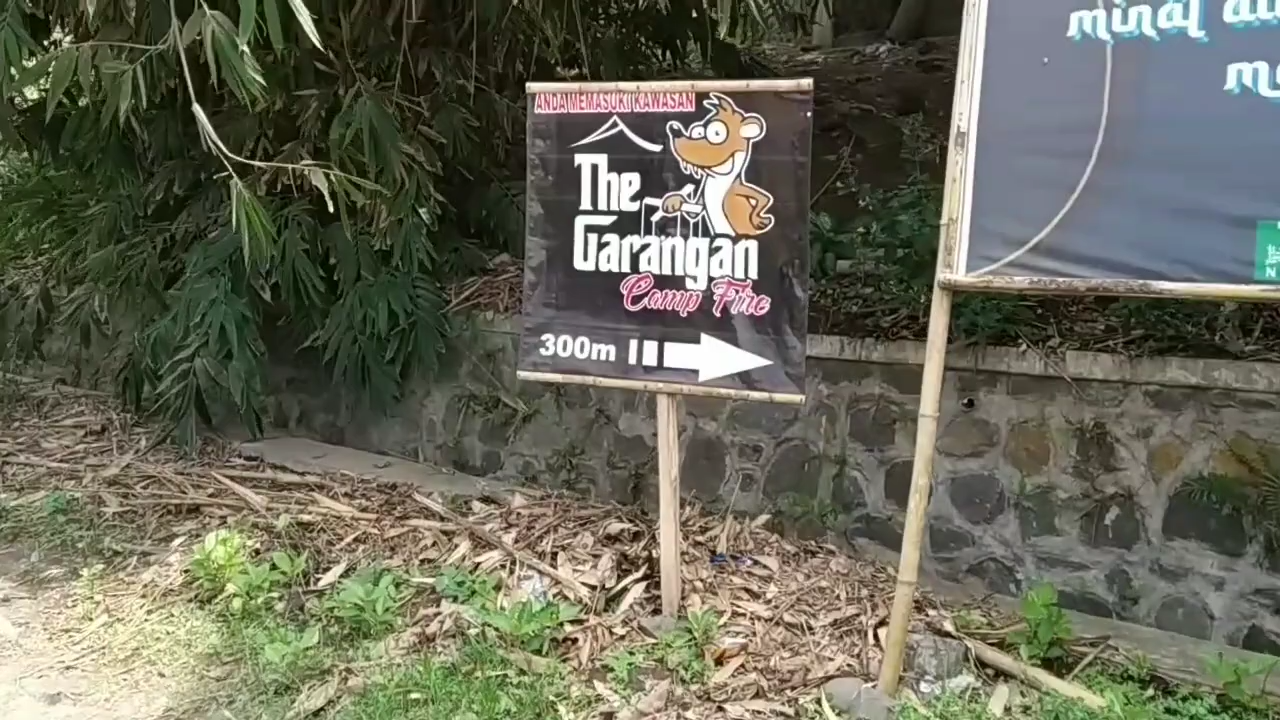 ANDA MEMASUKI KAWASAN
The
Garangan
Camp Fire
300m
minal